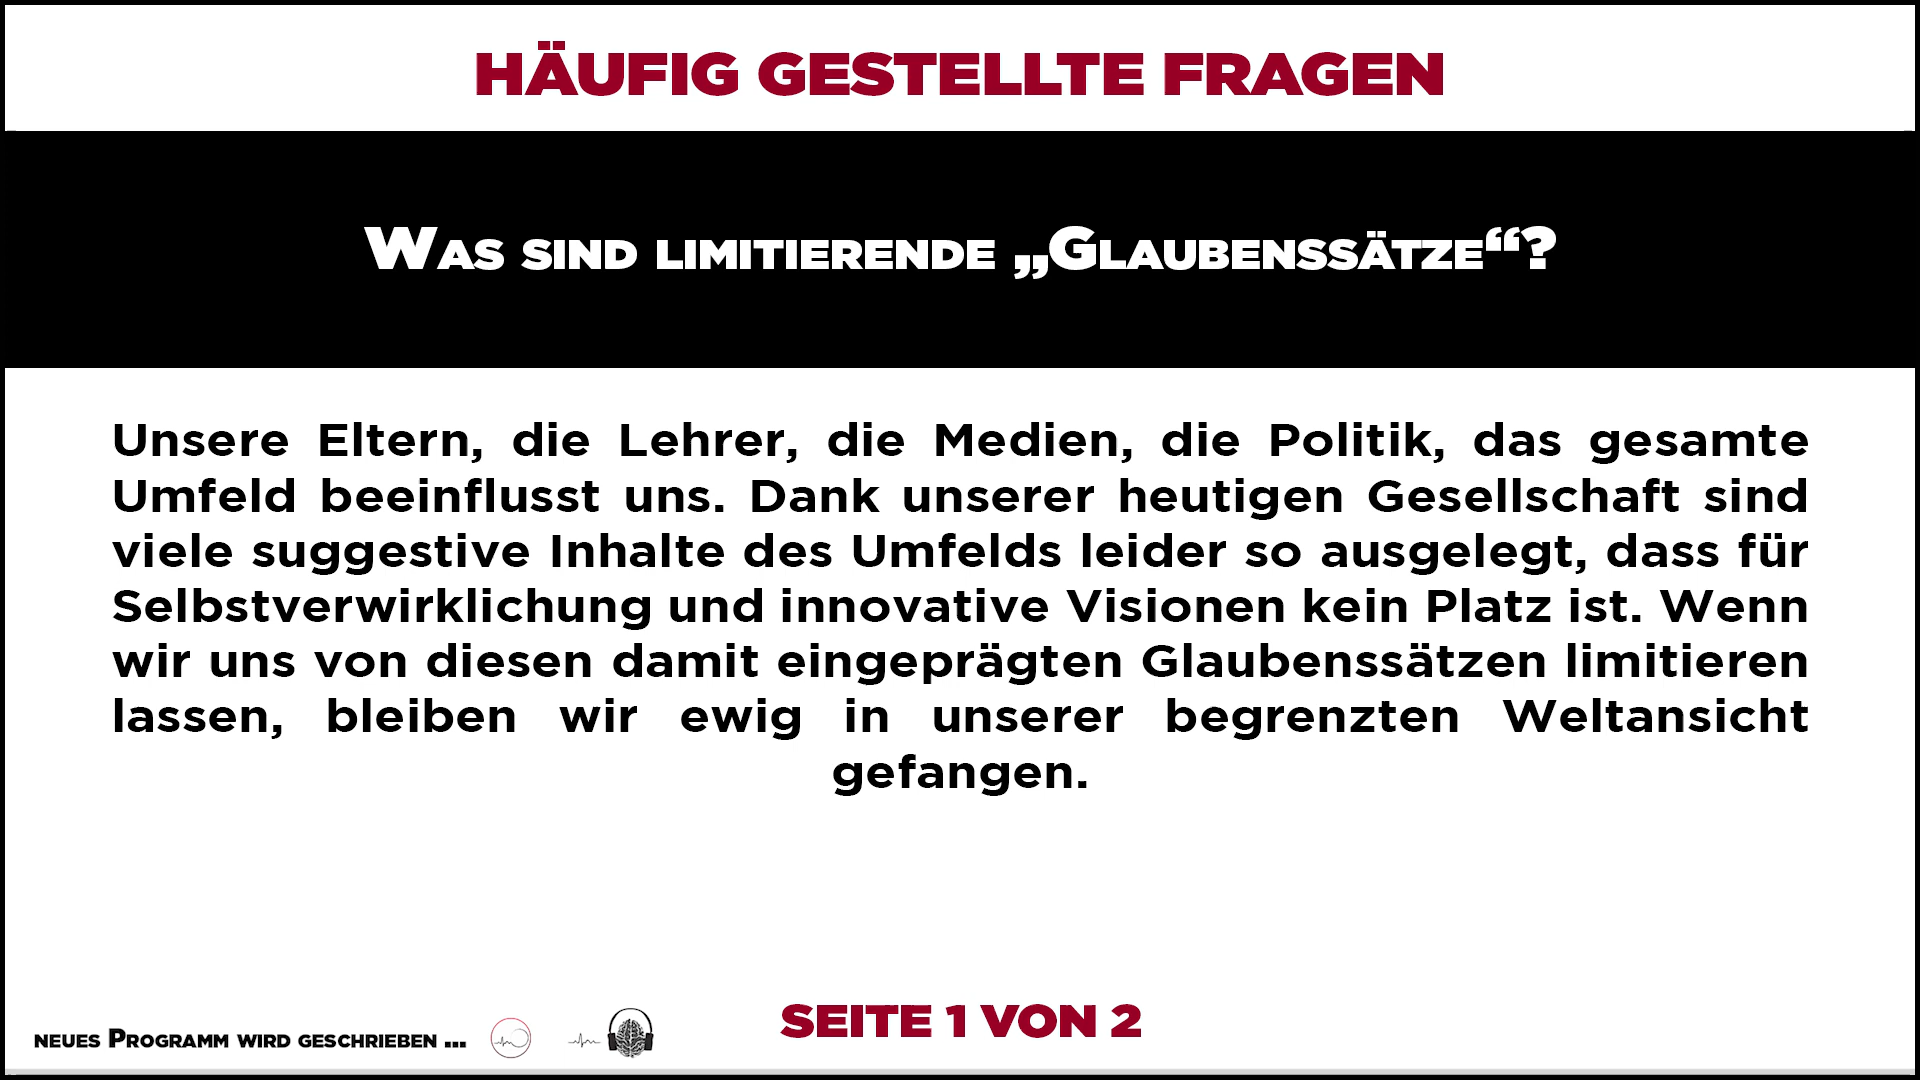 HÄUFIG GESTELLTE FRAGEN
Was sind limitierende „Glaubenssätze“?
Unsere Eltern, die Lehrer, die Medien, die Politik, das gesamte
Umfeld beeinflusst uns. Dank unserer heutigen Gesellschaft sind
viele suggestive Inhalte des Umfelds leider so ausgelegt, dass für
Selbstverwirklichung und innovative Visionen kein Platz ist. Wenn
wir uns von diesen damit eingeprägten Glaubenssätzen limitieren
lassen, bleiben wir ewig in unserer begrenzten Weltansicht
gefangen.
SEITE 1 VON 2
neues Programm wird geschrieben ...